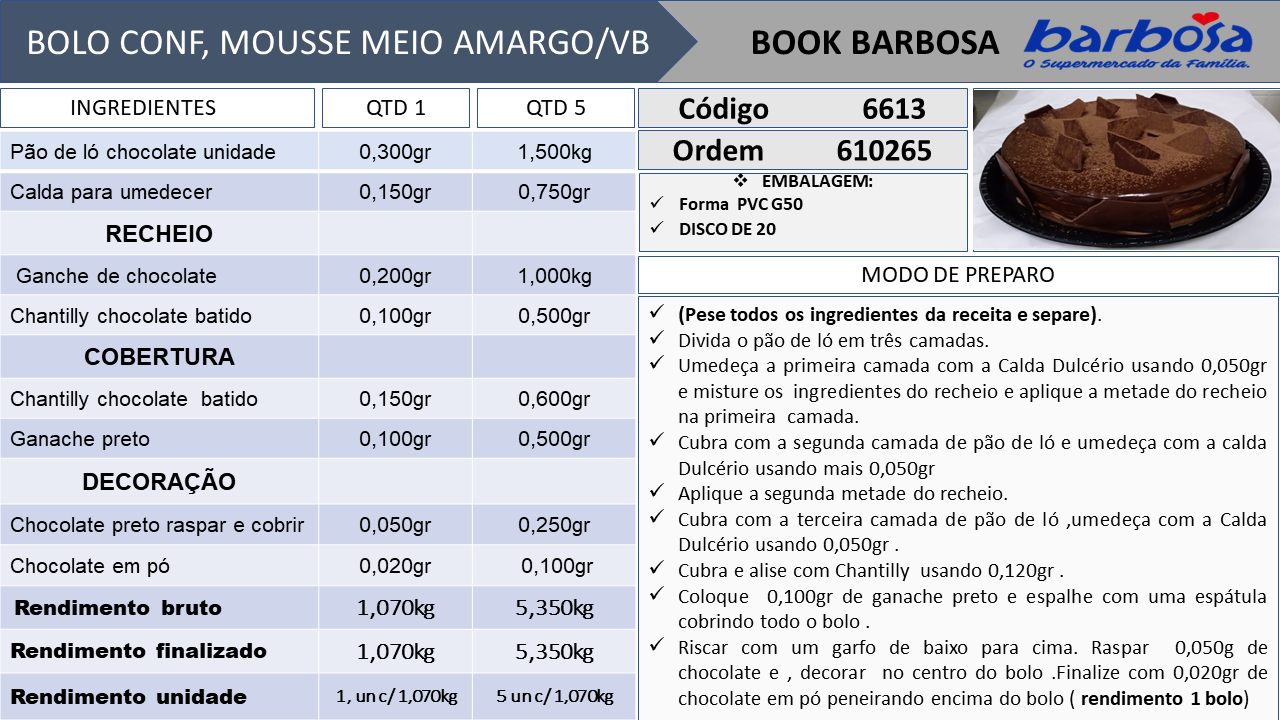 BOLO CONF, MOUSSE MEIO AMARGO/VB
BOOK BARBOSA
barbosa
O Supermercado da Família.
INGREDIENTES QTD 1 QTD 5
Pão de ló chocolate unidade 0,300gr 1,500kg
Calda para umedecer 0,150gr 0,750gr
RECHEIO
Ganche de chocolate 0,200gr 1,000kg
Chantilly chocolate batido 0,100gr 0,500gr
COBERTURA
Chantilly chocolate batido 0,150gr 0,600gr
Ganache preto 0,100gr 0,500gr
DECORAÇÃO
Chocolate preto raspar e cobrir 0,050gr 0,250gr
Chocolate em pó 0,020gr 0,100gr
Rendimento bruto 1,070kg 5,350kg
Rendimento finalizado 1,070kg 5,350kg
Rendimento unidade 1, un c/ 1,070kg 5 un c/ 1,070kg
Código 6613
Ordem 610265
❖ EMBALAGEM:
✓ Forma PVC G50
✓ DISCO DE 20
MODO DE PREPARO
✓ (Pese todos os ingredientes da receita e separe).
✓ Divida o pão de ló em três camadas.
✓ Umedeça a primeira camada com a Calda Dulcério usando 0,050gr
e misture os ingredientes do recheio e aplique a metade do recheio
na primeira camada.
✓ Cubra com a segunda camada de pão de ló e umedeça com a calda
Dulcério usando mais 0,050gr
✓ Aplique a segunda metade do recheio.
✓ Cubra com a terceira camada de pão de ló ,umedeça com a Calda
Dulcério usando 0,050gr .
✓ Cubra e alise com Chantilly usando 0,120gr .
✓ Coloque 0,100gr de ganache preto e espalhe com uma espátula
cobrindo todo o bolo .
✓ Riscar com um garfo de baixo para cima. Raspar 0,050g de
chocolate e , decorar no centro do bolo .Finalize com 0,020gr de
chocolate em pó peneirando encima do bolo ( rendimento 1 bolo)